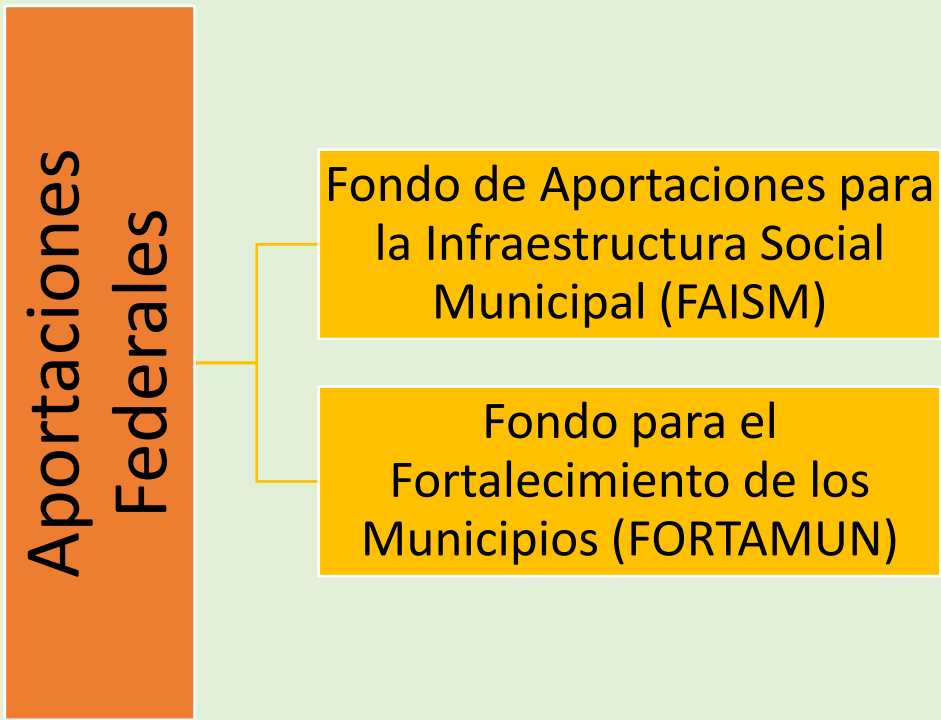 Aportaciones
Federales
Fondo de Aportaciones para
la Infraestructura Social
Municipal (FAISM)
Fondo para el
Fortalecimiento de los
Municipios (FORTAMUN)